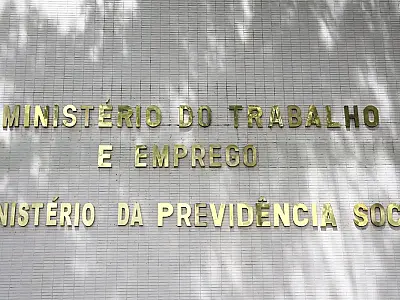 MINISTÉRIO DO TRABALHO
E EMPREGO
NISTÉRIO DA PREVIDÊNCIA SOC